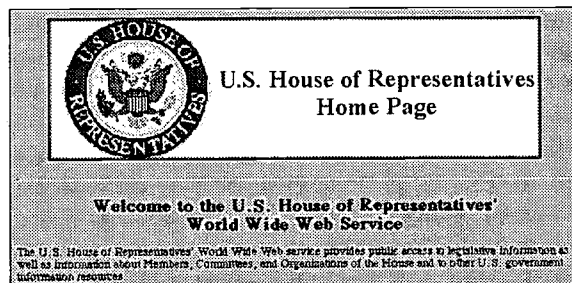 U.S. HOUSE OF
REPRESENTATIVES
U.S. House of Representatives
Home Page
Welcome to the U.S. House of Representatives'
World Wide Web Service
The U.S. House of Representatives' World Wide Web service provides public access to legislative information as
well as information about Members, Committees, and Organizations of the House and to other U.S. government
information resources.